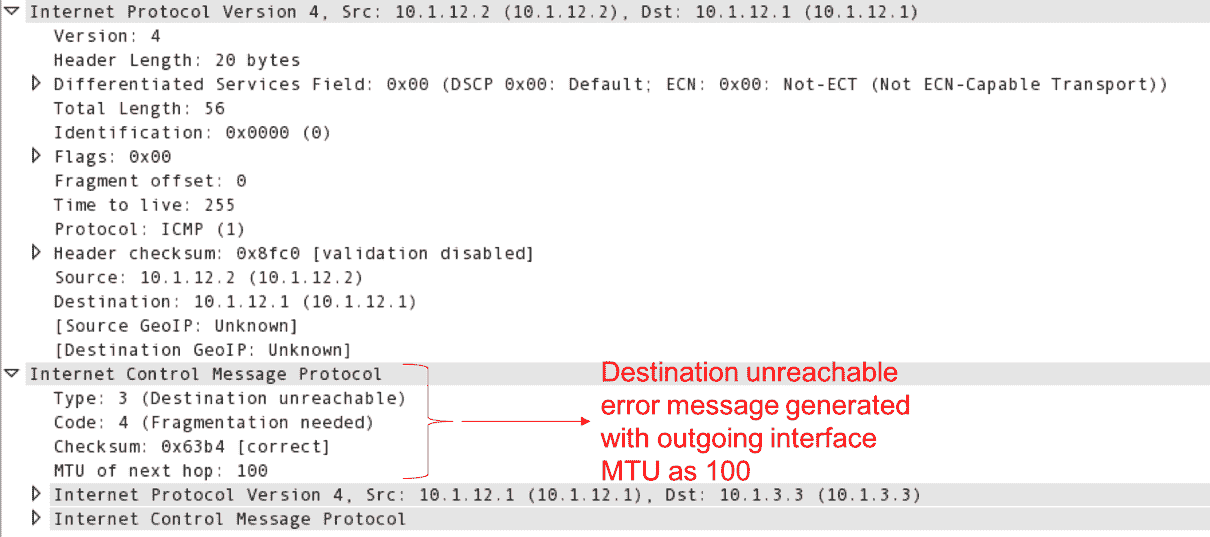 Internet Protocol Version 4, Src: 10.1.12.2 (10.1.12.2), Dst: 10.1.12.1 (10.1.12.1)
Version: 4
Header Length: 20 bytes
Differentiated Services Field: 0x00 (DSCP 0x00: Default; ECN: 0x00: Not-ECT (Not ECN-Capable Transport))
Total Length: 56
Identification: 0x0000 (0)
Flags: 0x00
Fragment offset: 0
Time to live: 255
Protocol: ICMP (1)
Header checksum: 0x8fc0 [validation disabled]
Source: 10.1.12.2 (10.1.12.2)
Destination: 10.1.12.1 (10.1.12.1)
[Source GeoIP: Unknown]
[Destination GeoIP: Unknown]
Internet Control Message Protocol
Type: 3 (Destination unreachable)
Code: 4 (Fragmentation needed)
Checksum: 0x63b4 [correct]
MTU of next hop: 100
Destination unreachable
error message generated
with outgoing interface
MTU as 100
Internet Protocol Version 4, Src: 10.1.12.1 (10.1.12.1), Dst: 10.1.3.3 (10.1.3.3)
Internet Control Message Protocol